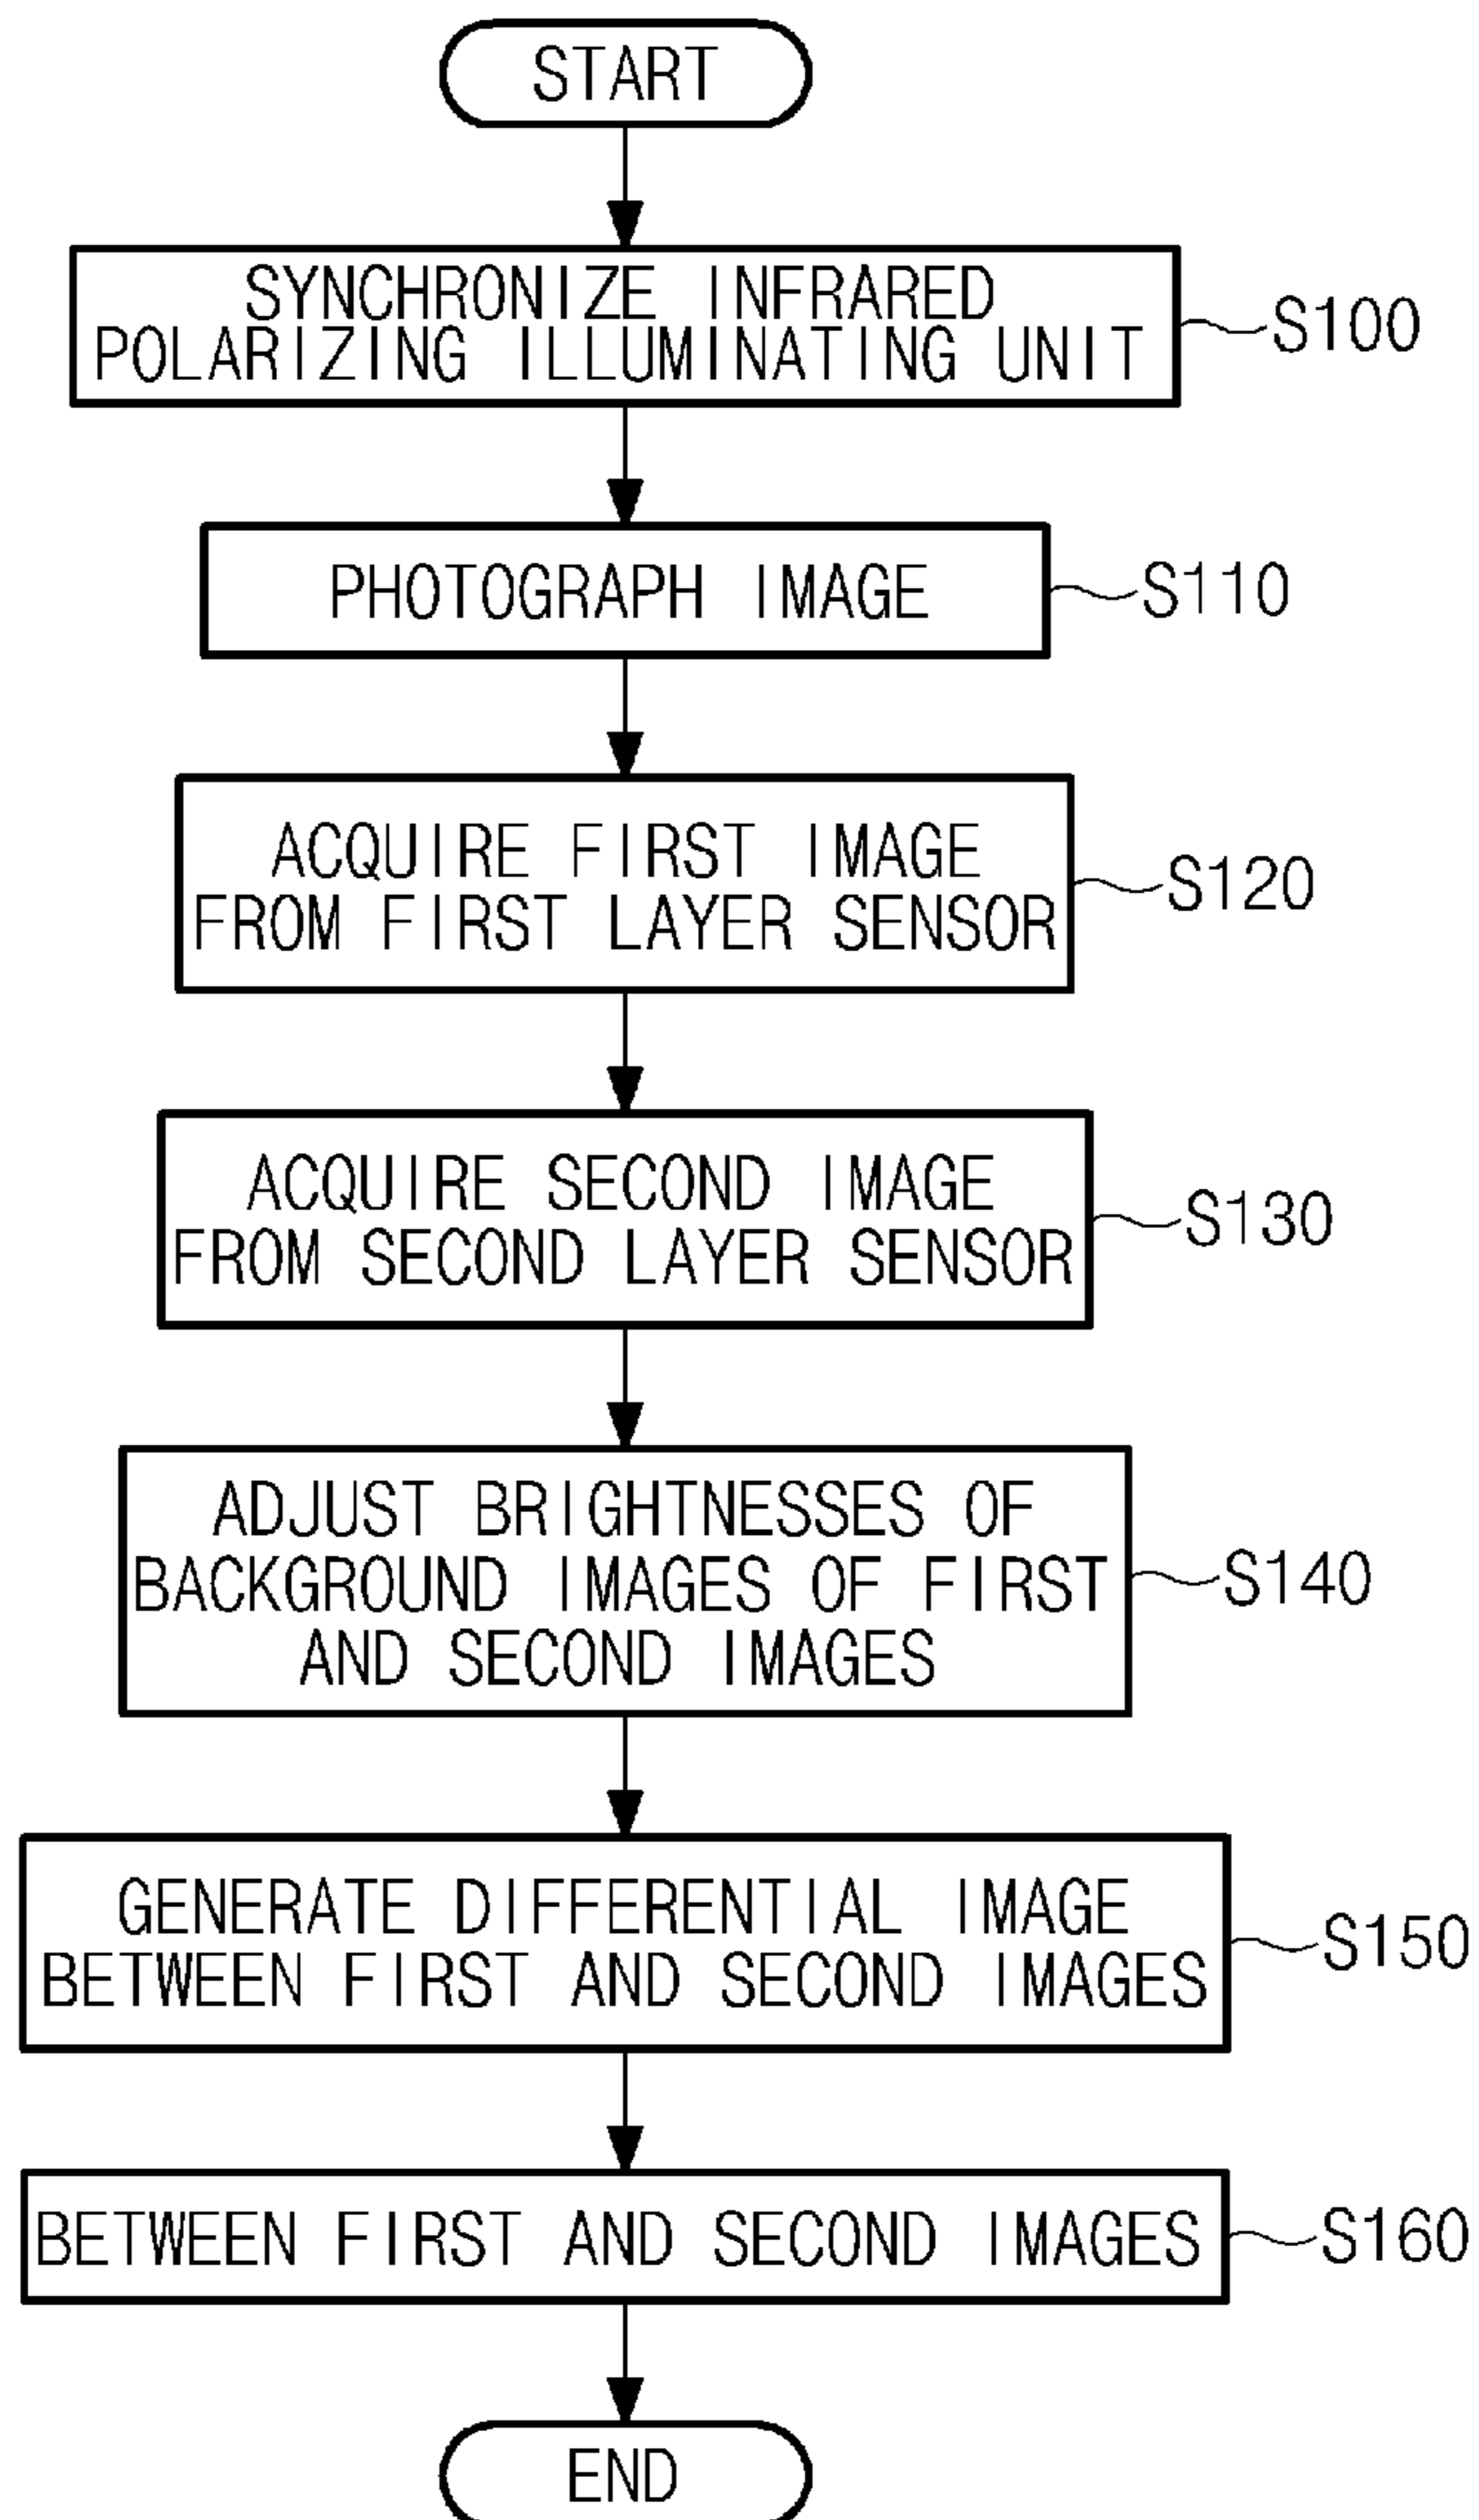 START
SYNCHRONIZE INFRARED
POLARIZING ILLUMINATING UNIT
S100
PHOTOGRAPH IMAGE
S110
ACQUIRE FIRST IMAGE
FROM FIRST LAYER SENSOR
S120
ACQUIRE SECOND IMAGE
FROM SECOND LAYER SENSOR
S130
ADJUST BRIGHTNESSES OF
BACKGROUND IMAGES OF FIRST
AND SECOND IMAGES
S140
GENERATE DIFFERENTIAL IMAGE
BETWEEN FIRST AND SECOND IMAGES
S150
BETWEEN FIRST AND SECOND IMAGES
S160
END